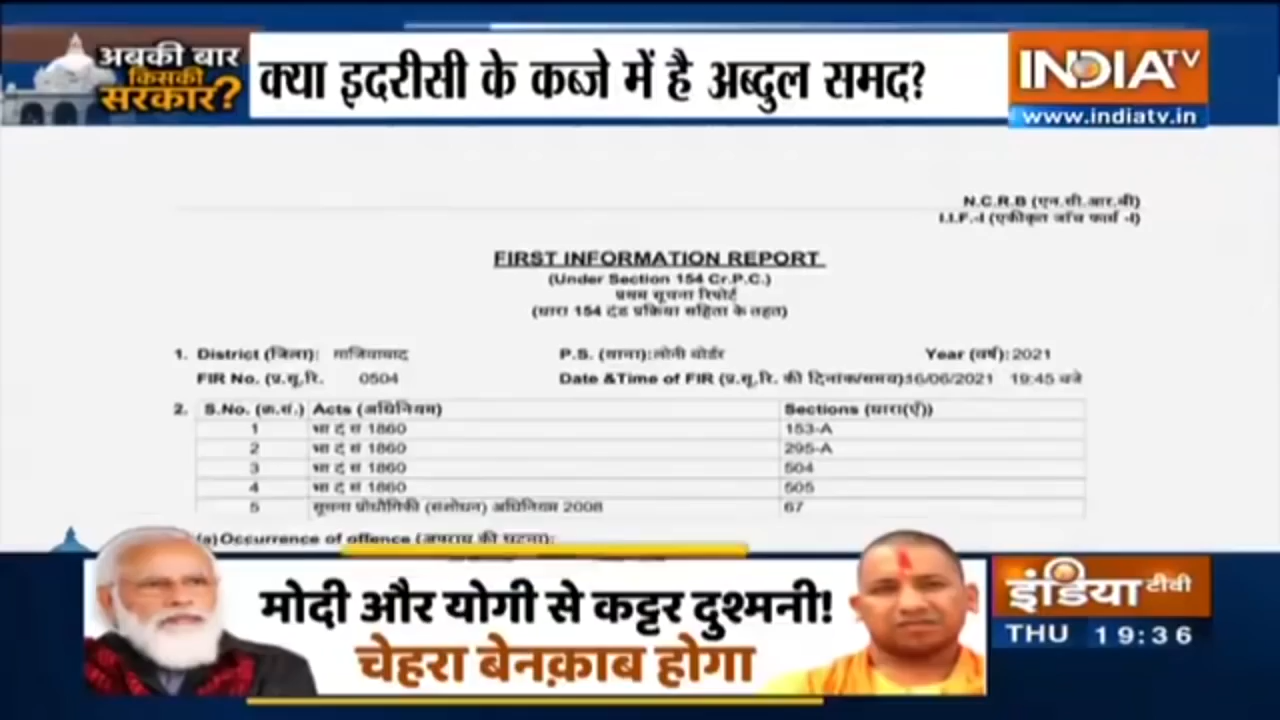 अबकी बार
किसकी
सरकार?
क्या इदरीसी के कब्जे में है अब्दुल समद?
INDIA TV
www.indiatv.in
N.C.R.B (एन.सी.आर.बी)
I.I.F.-I (एकीकृत जाँच फार्म -I)
FIRST INFORMATION REPORT
(Under Section 154 Cr.P.C.)
प्रथम सूचना रिपोर्ट
(धारा 154 दंड प्रक्रिया संहिता के तहत)
1. District (जिला): गाजियाबाद P.S. (थाना): लोनी बोर्डर Year (वर्ष): 2021
FIR No. (प्र.सू.रि. 0504 Date &Time of FIR (प्र.सू.रि. की दिनांक/समय):16/06/2021 19:45 बजे
2. S.No. (क्र.सं.) Acts (अधिनियम) Sections (धारा(एँ))
1 भा दं सं 1860 153-A
2 भा दं सं 1860 295-A
3 भा दं सं 1860 504
4 भा दं सं 1860 505
5 सूचना प्रोद्योगिकी (संशोधन) अधिनियम 2008 67
(a) Occurrence of offence (अपराध की घटना):
मोदी और योगी से कट्टर दुश्मनी!
चेहरा बेनक़ाब होगा
इंडिया टीवी
THU 19:36